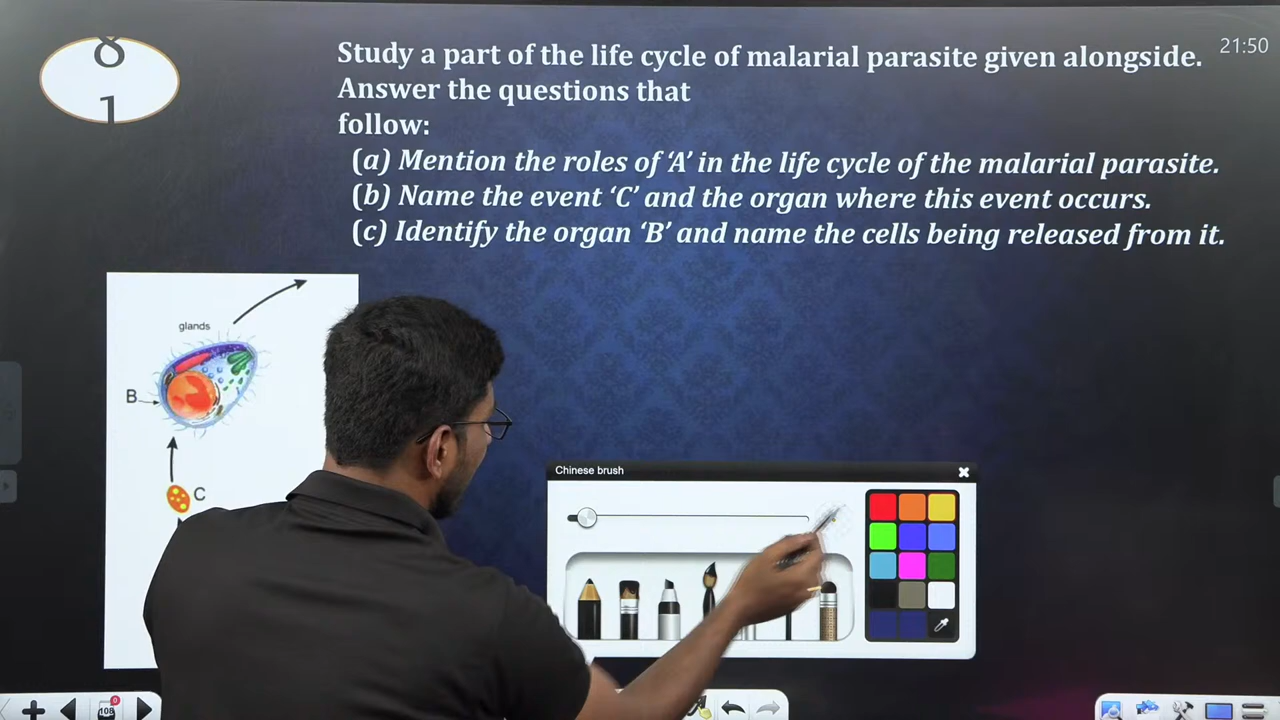 8
1
Study a part of the life cycle of malarial parasite given alongside.
21:50
Answer the questions that
follow:
(a) Mention the roles of ‘A’ in the life cycle of the malarial parasite.
(b) Name the event ‘C’ and the organ where this event occurs.
(c) Identify the organ ‘B’ and name the cells being released from it.
glands
B
C
Chinese brush
108
0